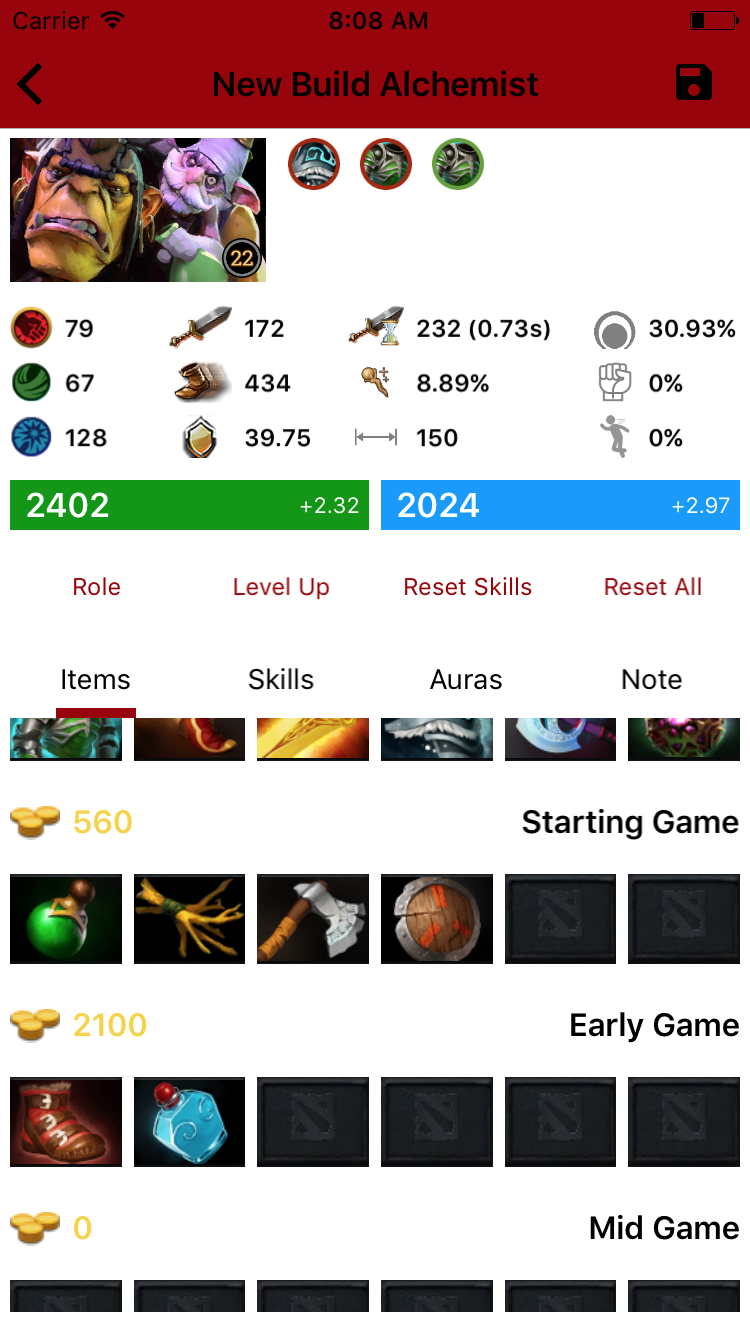 Carrier 8:08 AM
New Build Alchemist
22
79 172 232 (0.73s) 30.93%
67 434 8.89% 0%
128 39.75 150 0%
2402 +2.32 2024 +2.97
Role Level Up Reset Skills Reset All
Items Skills Auras Note
560 Starting Game
2100 Early Game
0 Mid Game